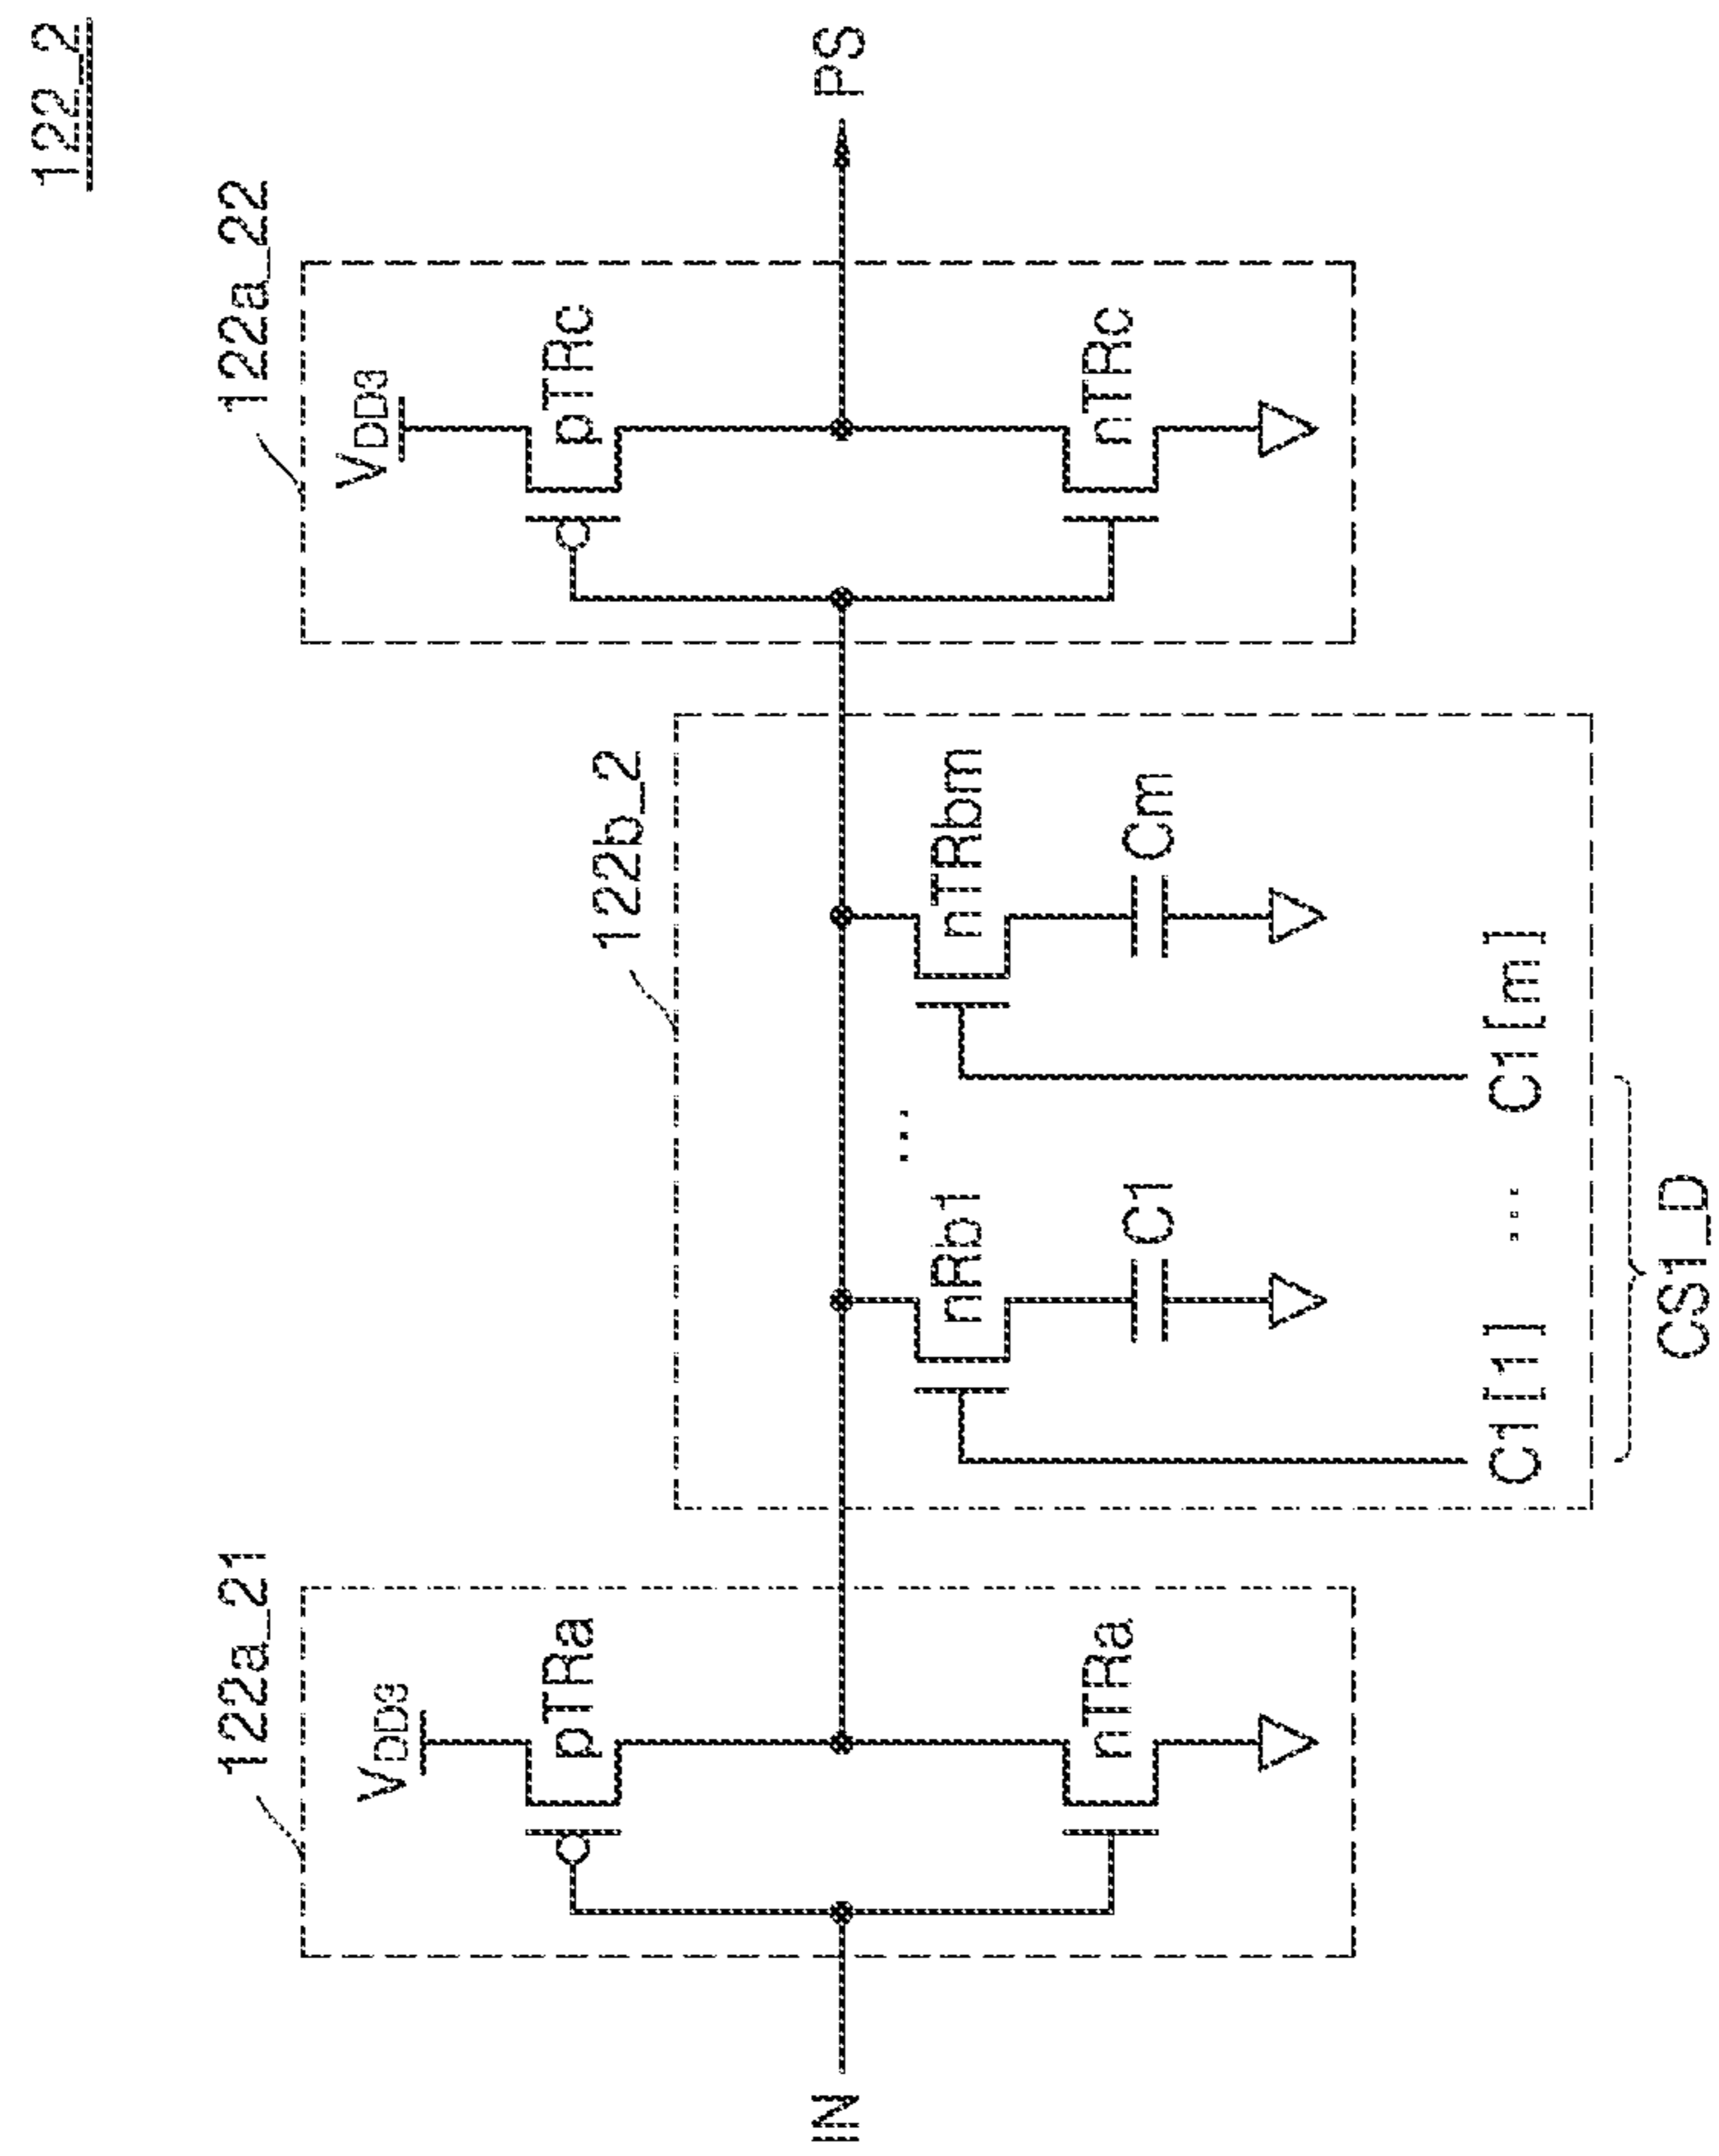 122_2
122a_21
122a_22
122b_2
VDD3
VDD3
pTRa
pTRc
IN
PS
nRb1
nTRbm
...
nTRa
C1
Cm
nTRc
C1[1] ... C1[m]
CS1_D